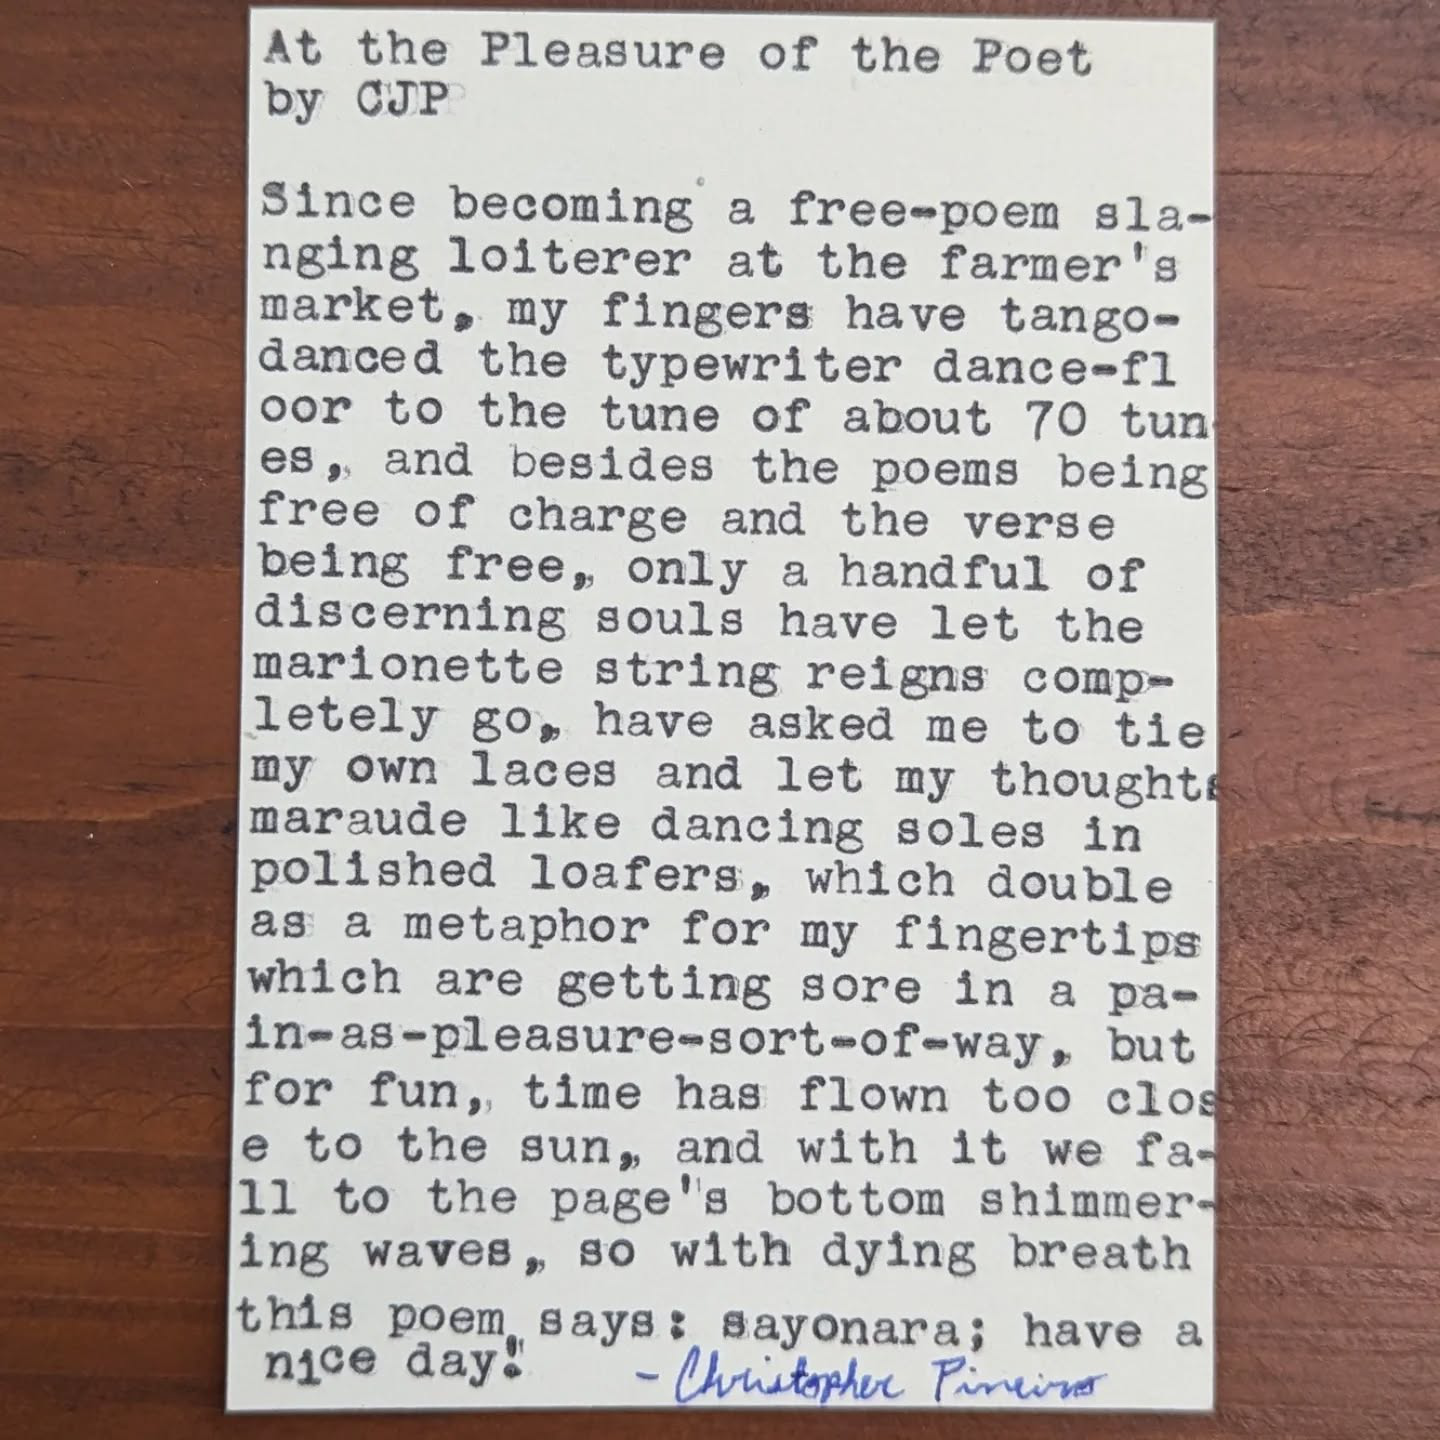 At the Pleasure of the Poet
by CJP
Since becoming a free-poem sla-
nging loiterer at the farmer's
market, my fingers have tango-
danced the typewriter dance-fl
oor to the tune of about 70 tun
es, and besides the poems being
free of charge and the verse
being free, only a handful of
discerning souls have let the
marionette string reigns comp-
letely go, have asked me to tie
my own laces and let my thoughts
maraude like dancing soles in
polished loafers, which double
as a metaphor for my fingertips
which are getting sore in a pa-
in-as-pleasure-sort-of-way, but
for fun, time has flown too clos
e to the sun, and with it we fa-
ll to the page's bottom shimmer-
ing waves, so with dying breath
this poem says: sayonara; have a
nice day!
- Christopher Pineiro